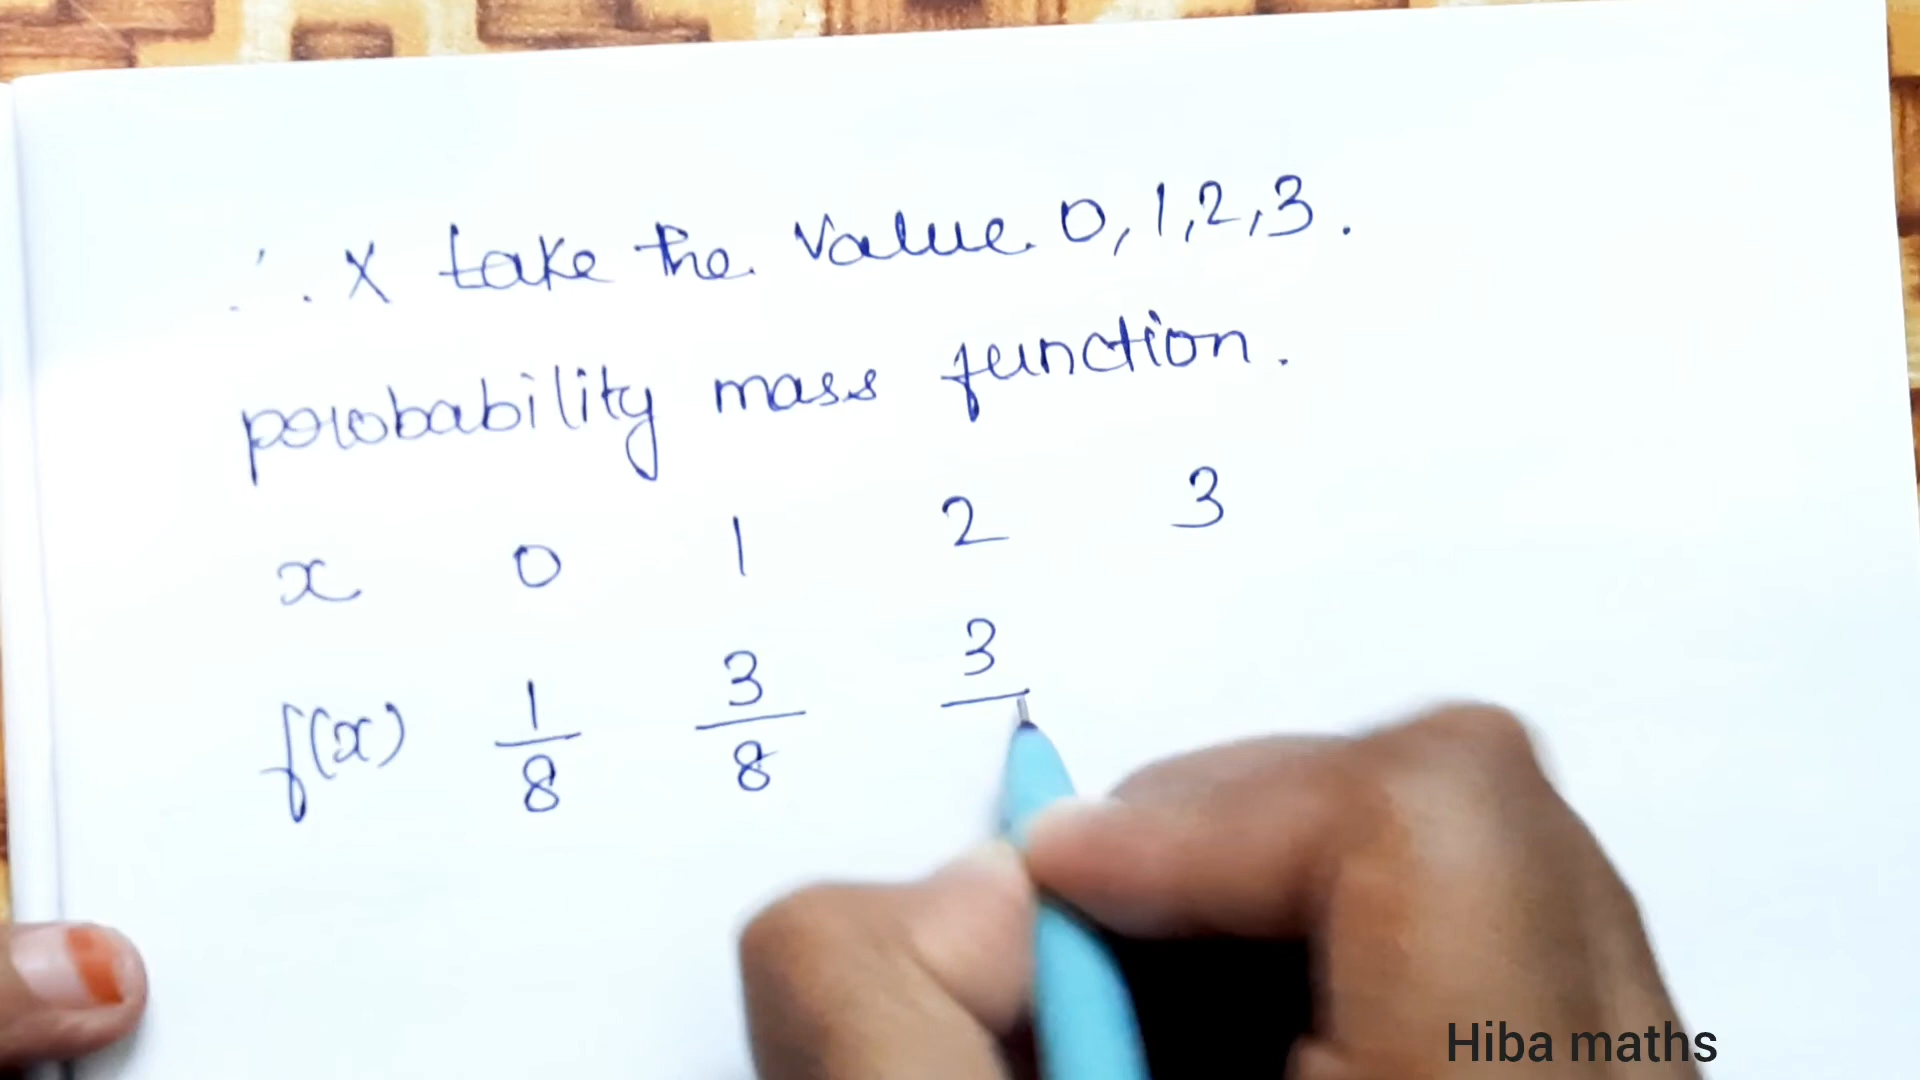 ∴ X take the value 0, 1, 2, 3.
probability mass function.
x 0 1 2 3
f(x) 1/8 3/8 3/
Hiba maths